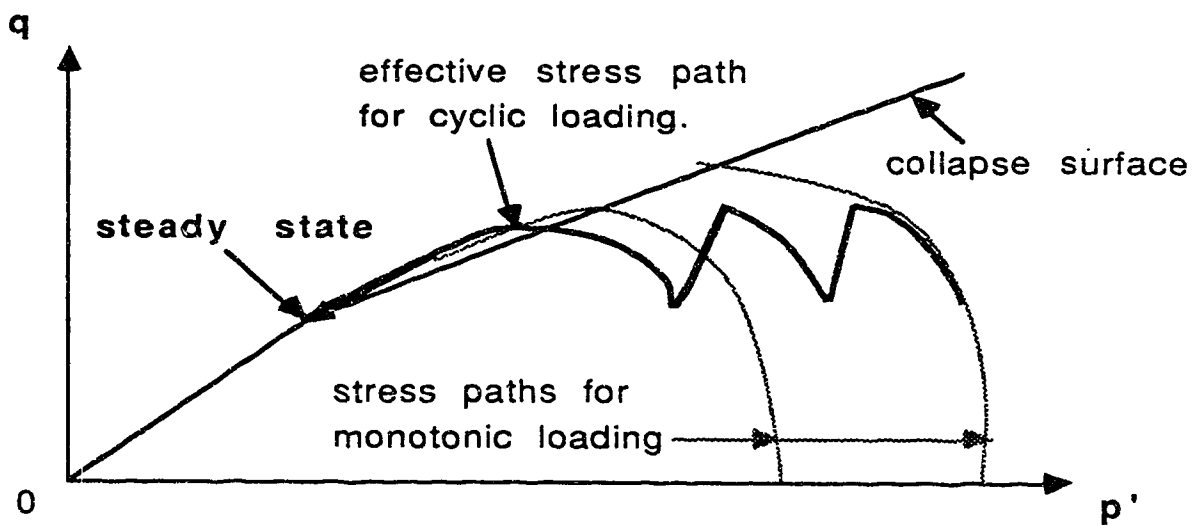 q
effective stress path
for cyclic loading.
collapse surface
steady state
stress paths for
monotonic loading
0
p'